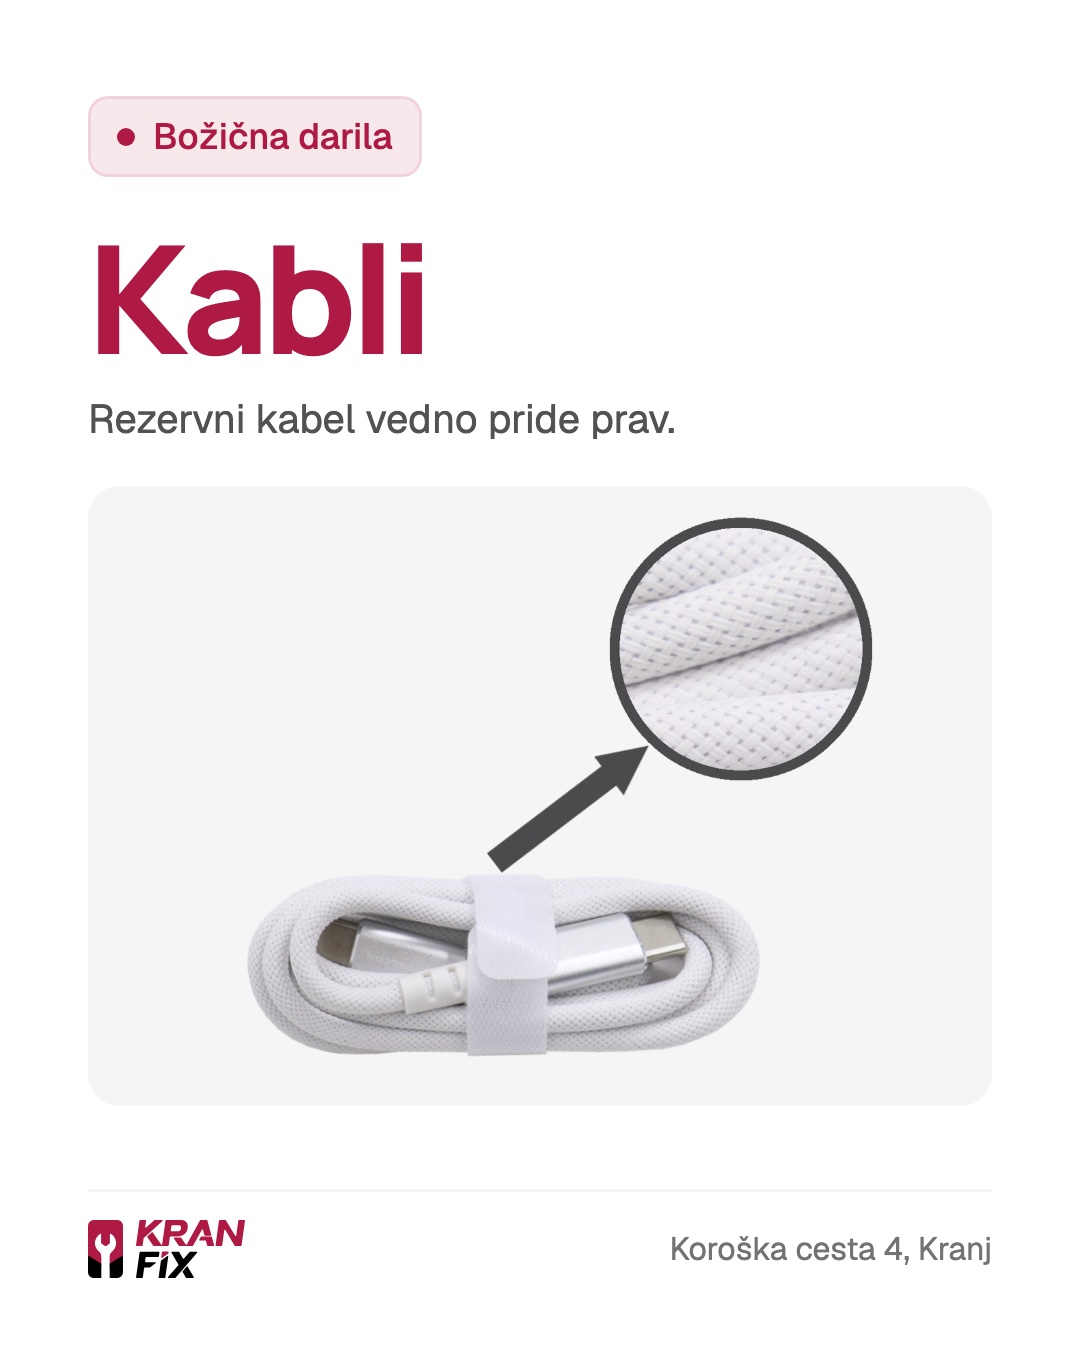 Božična darila
Kabli
Rezervni kabel vedno pride prav.
KRAN
FIX
Koroška cesta 4, Kranj